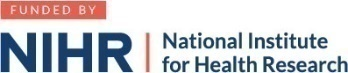 FUNDED BY
NIHR | National Institute
for Health Research